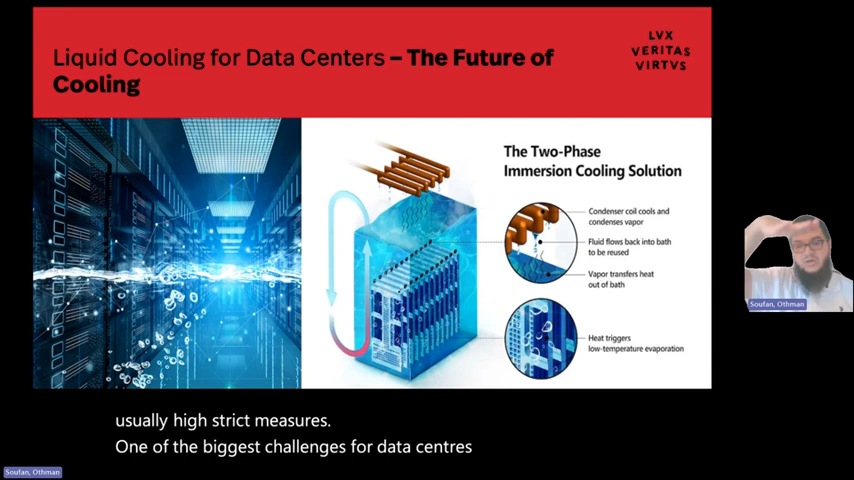 Liquid Cooling for Data Centers – The Future of
Cooling
LVX
VERITAS
VIRTVS
The Two-Phase
Immersion Cooling Solution
Condenser coil cools and
condenses vapor
Fluid flows back into bath
to be reused
Vapor transfers heat
out of bath
Heat triggers
low-temperature evaporation
Soufan, Othman
usually high strict measures.
One of the biggest challenges for data centres
Soufan, Othman